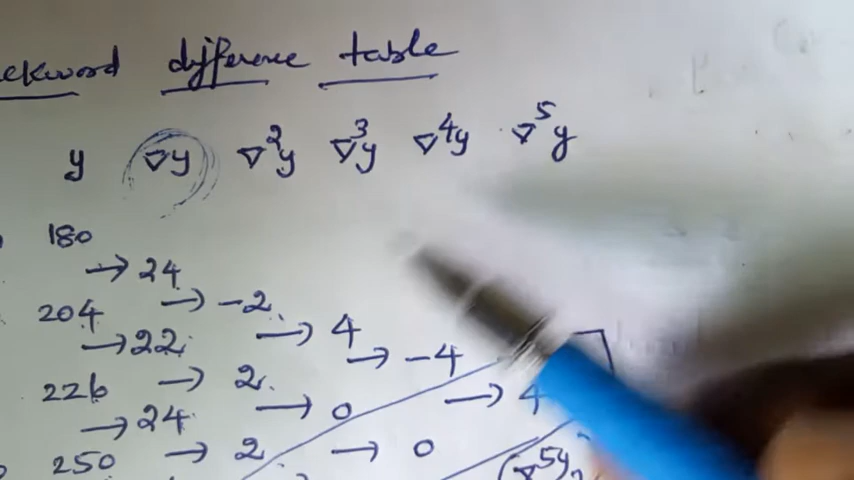 difference table
y ∇y ∇²y ∇³y ∇⁴y ∇⁵y
180
→ 24
204 → -2
→ 22 → 4
→ -4
226 → 2
→ 24 → 0 → 4
250 → 2 → 0
(∇⁵y